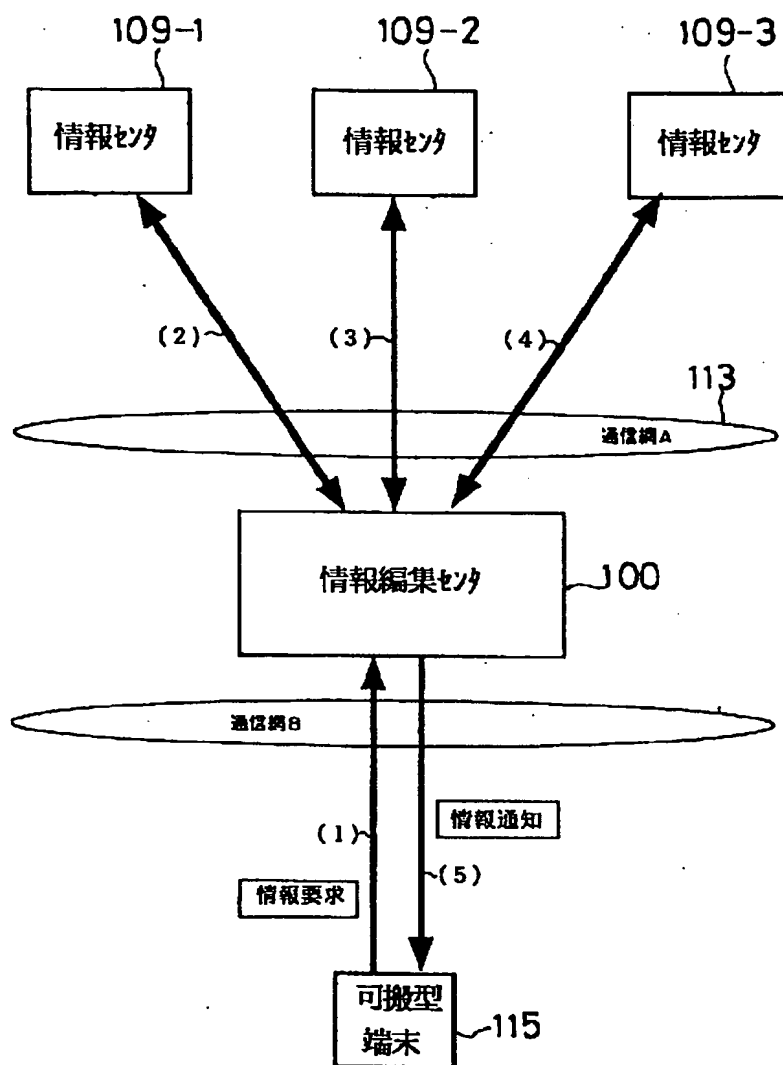 109-1
109-2
109-3
情報ｾﾝﾀ
情報ｾﾝﾀ
情報ｾﾝﾀ
(2)
(3)
(4)
113
通信網A
情報編集ｾﾝﾀ
100
通信網B
(1)
情報通知
(5)
情報要求
可搬型
端末
115